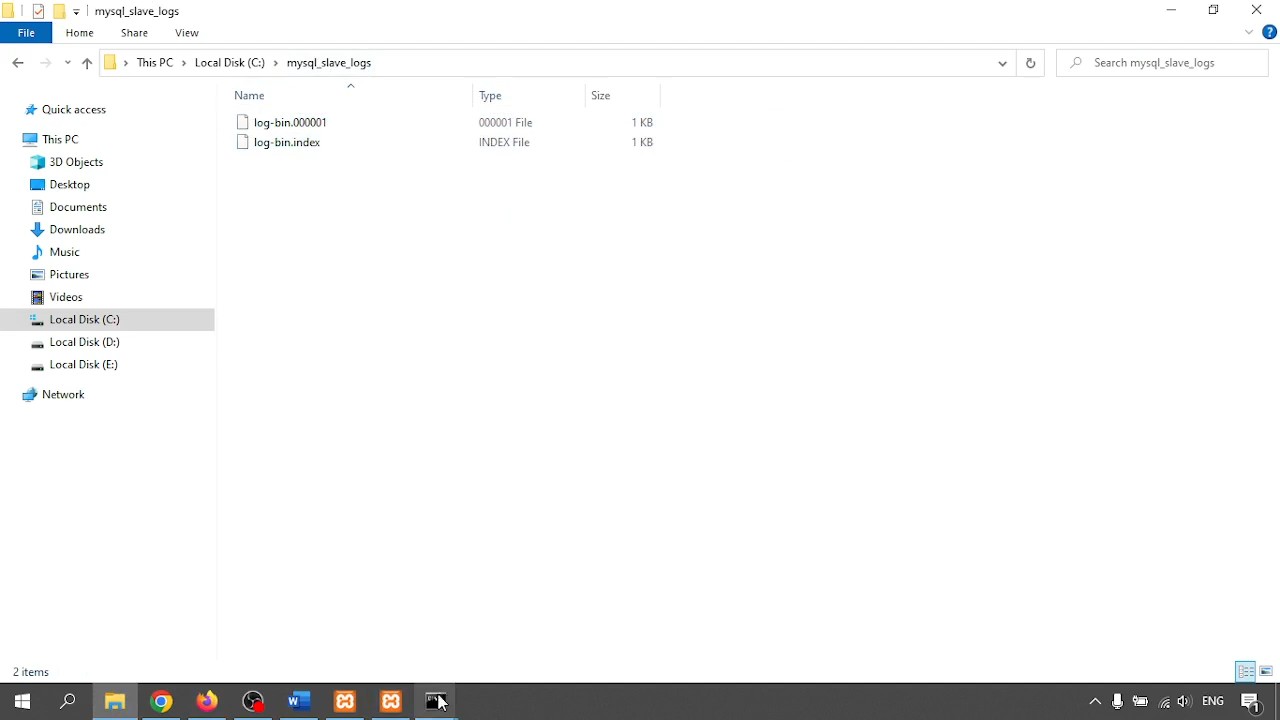 mysql_slave_logs
File Home Share View
This PC Local Disk (C:) mysql_slave_logs
Search mysql_slave_logs
Name Type Size
log-bin.000001 000001 File 1 KB
log-bin.index INDEX File 1 KB
Quick access
This PC
3D Objects
Desktop
Documents
Downloads
Music
Pictures
Videos
Local Disk (C:)
Local Disk (D:)
Local Disk (E:)
Network
2 items
ENG
1